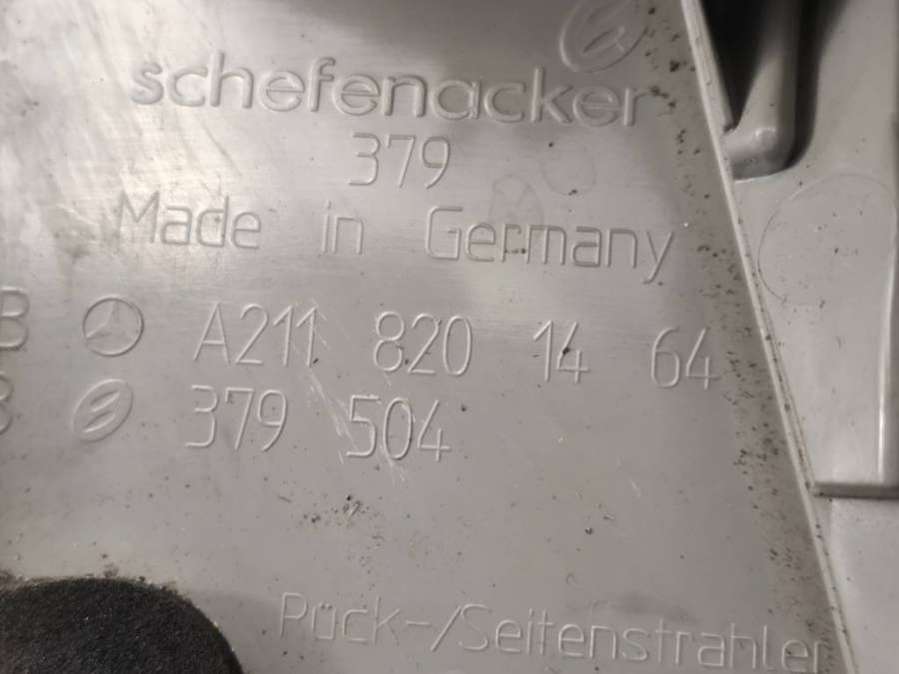 schefenacker
379
Made in Germany
B A211 820 14 64
379 504
Rück-/Seitenstrahler